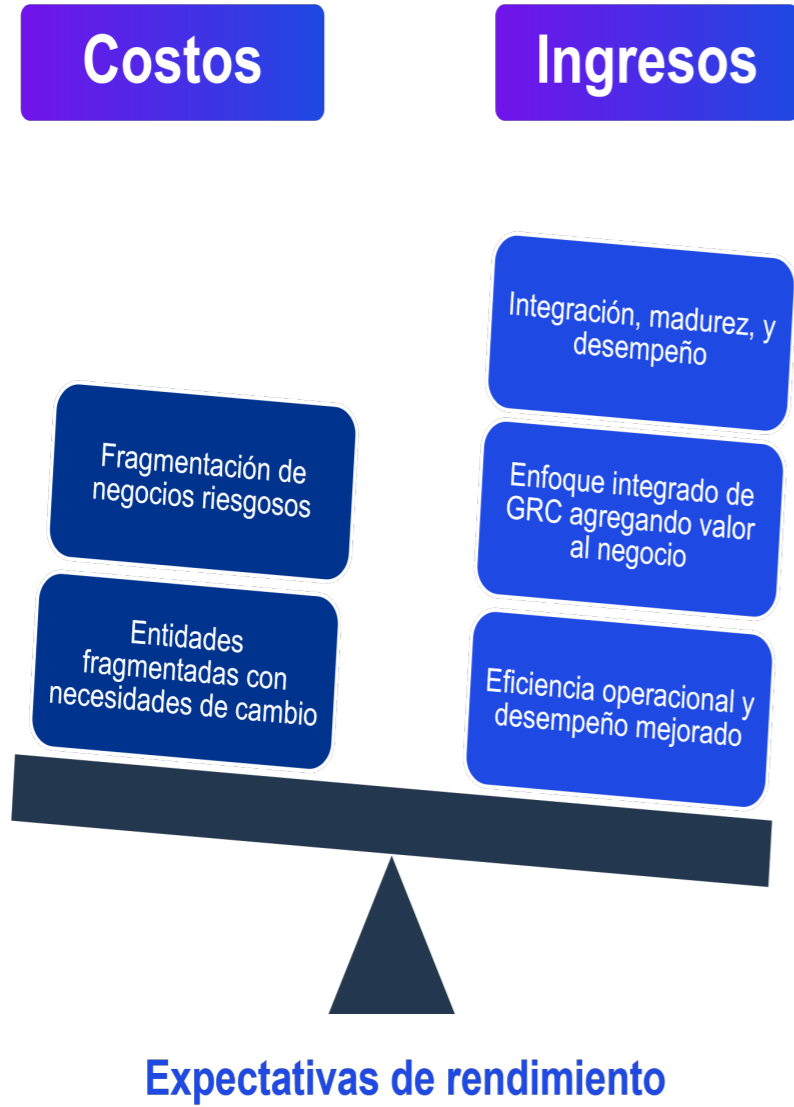 Costos
Ingresos
Fragmentación de
negocios riesgosos
Entidades
fragmentadas con
necesidades de cambio
Integración, madurez, y
desempeño
Enfoque integrado de
GRC agregando valor
al negocio
Eficiencia operacional y
desempeño mejorado
Expectativas de rendimiento